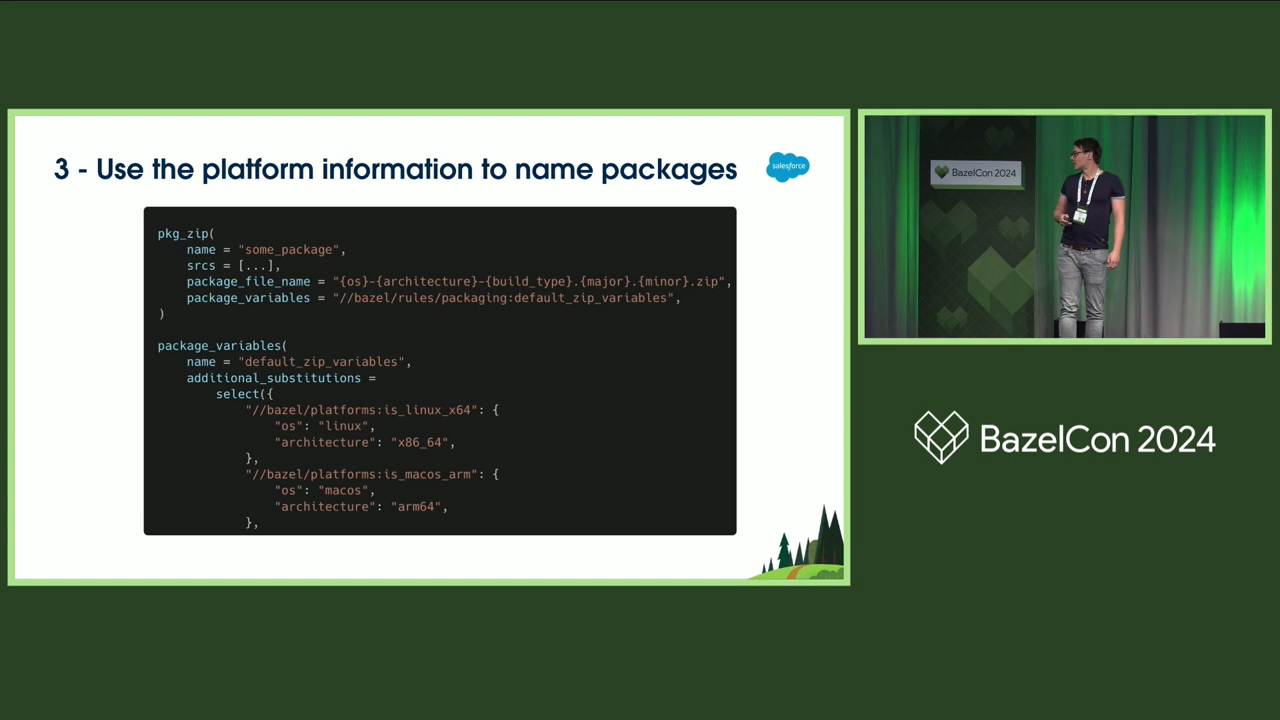 3 - Use the platform information to name packages
salesforce
pkg_zip(
    name = "some_package",
    srcs = [...],
    package_file_name = "{os}-{architecture}-{build_type}.{major}.{minor}.zip",
    package_variables = "//bazel/rules/packaging:default_zip_variables",
)
package_variables(
    name = "default_zip_variables",
    additional_substitutions =
        select({
            "//bazel/platforms:is_linux_x64": {
                "os": "linux",
                "architecture": "x86_64",
            },
            "//bazel/platforms:is_macos_arm": {
                "os": "macos",
                "architecture": "arm64",
            },
BazelCon 2024
BazelCon 2024